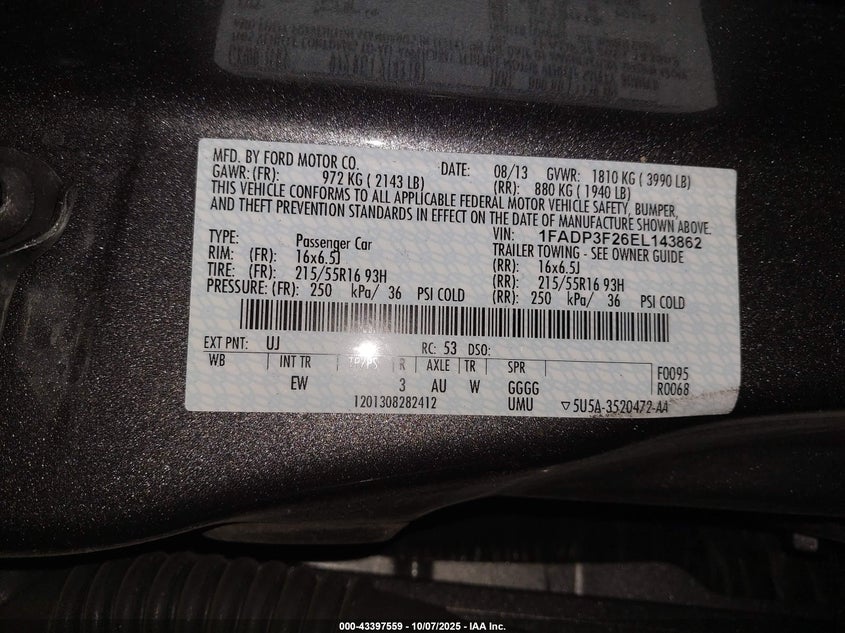 MFD. BY FORD MOTOR CO.
DATE: 08/13 GVWR: 1810 KG ( 3990 LB)
GAWR: (FR): 972 KG ( 2143 LB) (RR): 880 KG ( 1940 LB)
THIS VEHICLE CONFORMS TO ALL APPLICABLE FEDERAL MOTOR VEHICLE SAFETY, BUMPER,
AND THEFT PREVENTION STANDARDS IN EFFECT ON THE DATE OF MANUFACTURE SHOWN ABOVE.
VIN: 1FADP3F26EL143862
TYPE: Passenger Car TRAILER TOWING - SEE OWNER GUIDE
RIM: (FR): 16x6.5J (RR): 16x6.5J
TIRE: (FR): 215/55R16 93H (RR): 215/55R16 93H
PRESSURE: (FR): 250 kPa/ 36 PSI COLD (RR): 250 kPa/ 36 PSI COLD
EXT PNT: UJ RC: 53 DSO:
WB INT TR TP/PS R AXLE TR SPR F0095
EW 3 AU W GGGG R0068
1201308282412 UMU ▽5U5A-3520472-AA
000-43397559 - 10/07/2025 - IAA Inc.